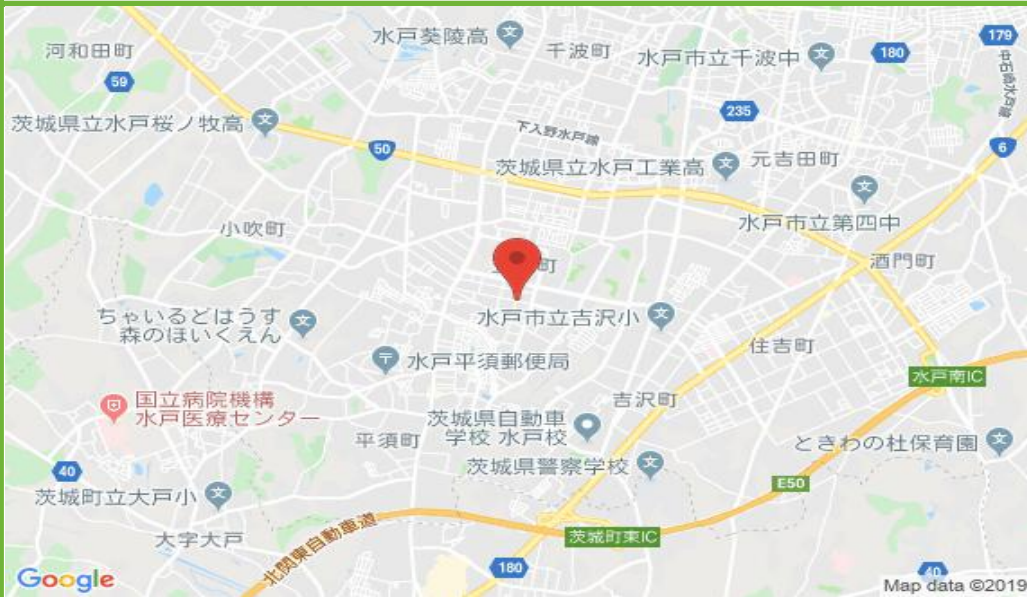 水戸葵陵高
179
河和田町
千波町
水戸市立千波中
180
59
中石崎水戸線
235
茨城県立水戸桜ノ牧高
下入野水戸線
50
6
茨城県立水戸工業高
元吉田町
小吹町
水戸市立第四中
町
酒門町
ちゃいるどはうす
森のほいくえん
水戸市立吉沢小
住吉町
水戸平須郵便局
水戸南IC
国立病院機構
水戸医療センター
吉沢町
茨城県自動車
学校 水戸校
平須町
ときわの杜保育園
40
茨城県警察学校
E50
茨城町立大戸小
大字大戸
茨城町東IC
北関東自動車道
180
40
Google
Map data ©2019